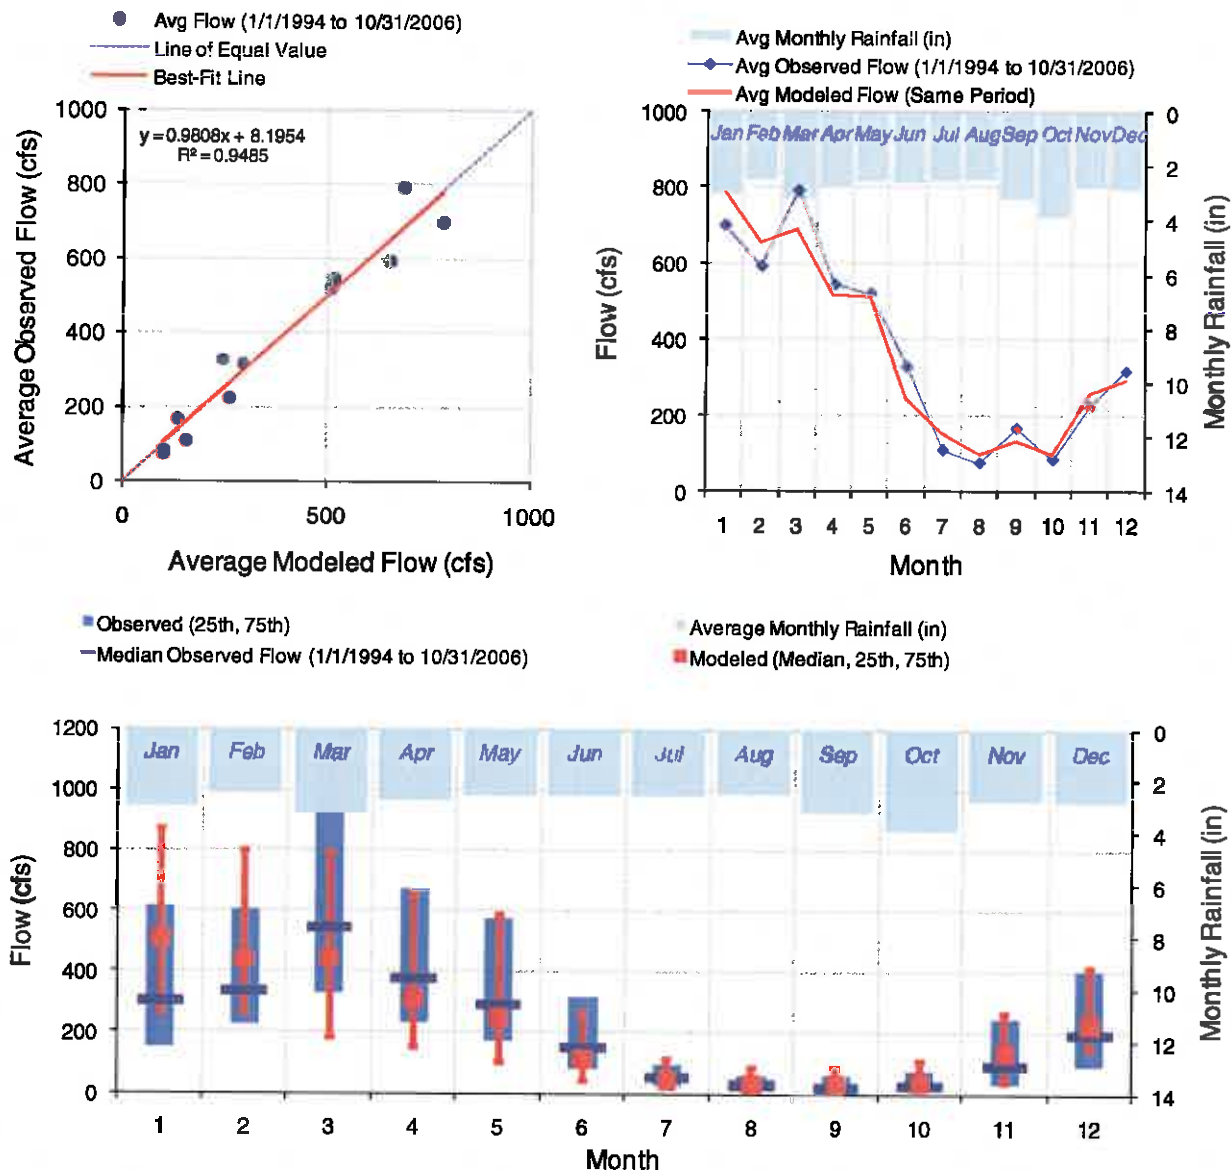 Avg Flow (1/1/1994 to 10/31/2006)
Line of Equal Value
Best-Fit Line
y = 0.9808x + 8.1954
R² = 0.9485
Average Observed Flow (cfs)
1000
800
600
400
200
0
0 500 1000
Average Modeled Flow (cfs)
Avg Monthly Rainfall (in)
Avg Observed Flow (1/1/1994 to 10/31/2006)
Avg Modeled Flow (Same Period)
Jan Feb Mar Apr May Jun Jul Aug Sep Oct Nov Dec
Flow (cfs)
1000
800
600
400
200
0
Monthly Rainfall (in)
0
2
4
6
8
10
12
14
1 2 3 4 5 6 7 8 9 10 11 12
Month
Observed (25th, 75th)
Median Observed Flow (1/1/1994 to 10/31/2006)
Average Monthly Rainfall (in)
Modeled (Median, 25th, 75th)
Jan Feb Mar Apr May Jun Jul Aug Sep Oct Nov Dec
Flow (cfs)
1200
1000
800
600
400
200
0
Monthly Rainfall (in)
0
2
4
6
8
10
12
14
1 2 3 4 5 6 7 8 9 10 11 12
Month